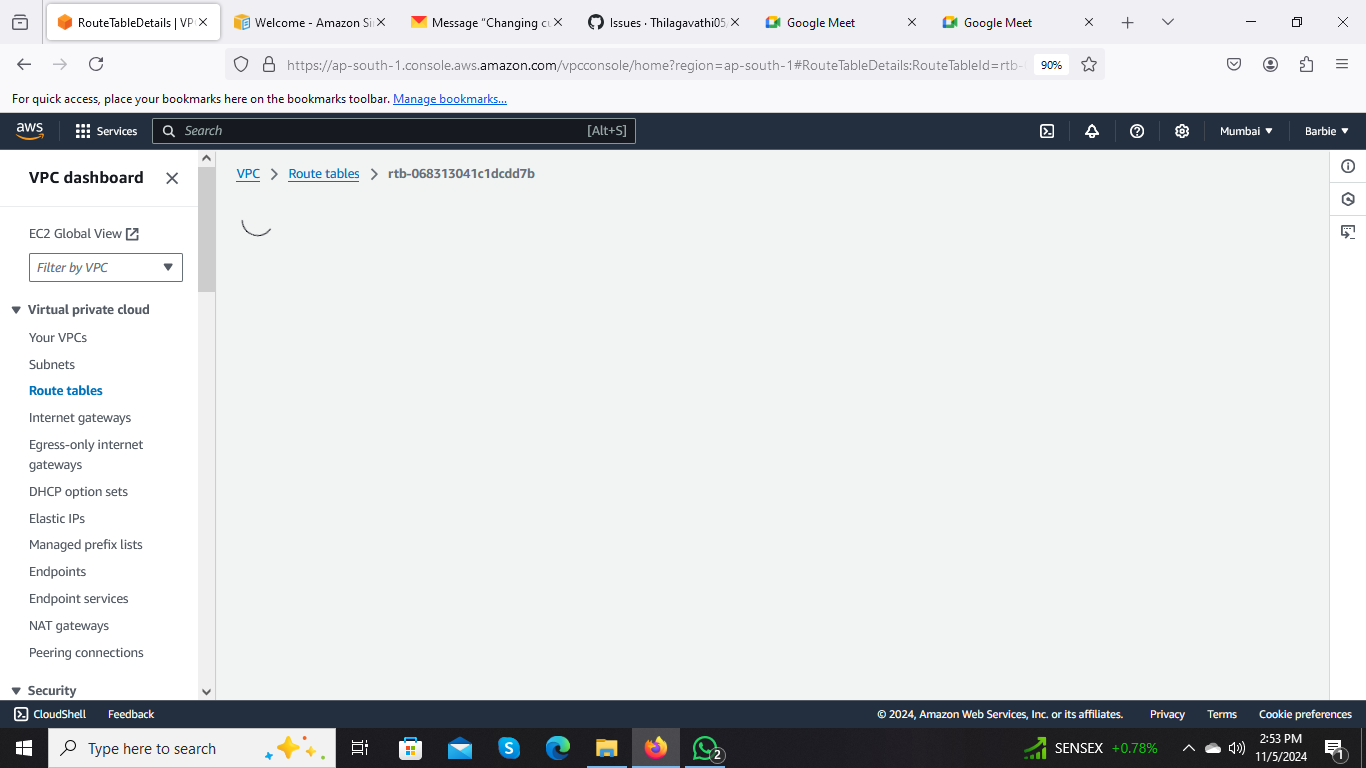 RouteTableDetails | VP
Welcome - Amazon Si
Message “Changing cu
Issues · Thilagavathi05
Google Meet
Google Meet
https://ap-south-1.console.aws.amazon.com/vpcconsole/home?region=ap-south-1#RouteTableDetails:RouteTableId=rtb-
90%
For quick access, place your bookmarks here on the bookmarks toolbar. Manage bookmarks...
aws
Services
Search
[Alt+S]
Mumbai
Barbie
VPC dashboard
VPC
Route tables
rtb-068313041c1dcdd7b
EC2 Global View
Filter by VPC
Virtual private cloud
Your VPCs
Subnets
Route tables
Internet gateways
Egress-only internet
gateways
DHCP option sets
Elastic IPs
Managed prefix lists
Endpoints
Endpoint services
NAT gateways
Peering connections
Security
CloudShell
Feedback
© 2024, Amazon Web Services, Inc. or its affiliates.
Privacy
Terms
Cookie preferences
Type here to search
2
SENSEX +0.78%
2:53 PM
11/5/2024
1